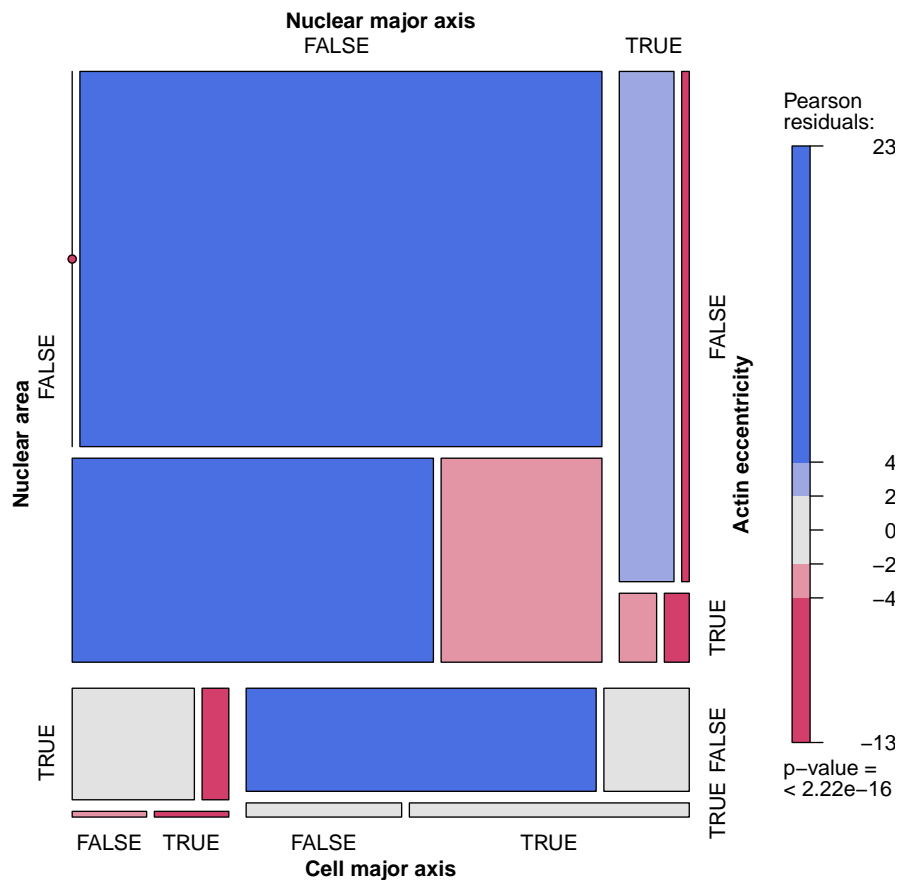 Nuclear major axis
FALSE
TRUE
Nuclear area
FALSE
TRUE
FALSE
TRUE
FALSE
TRUE
Actin eccentricity
FALSE
TRUE
FALSE
TRUE
Cell major axis
Pearson
residuals:
23
4
2
0
−2
−4
−13
p−value =
< 2.22e−16